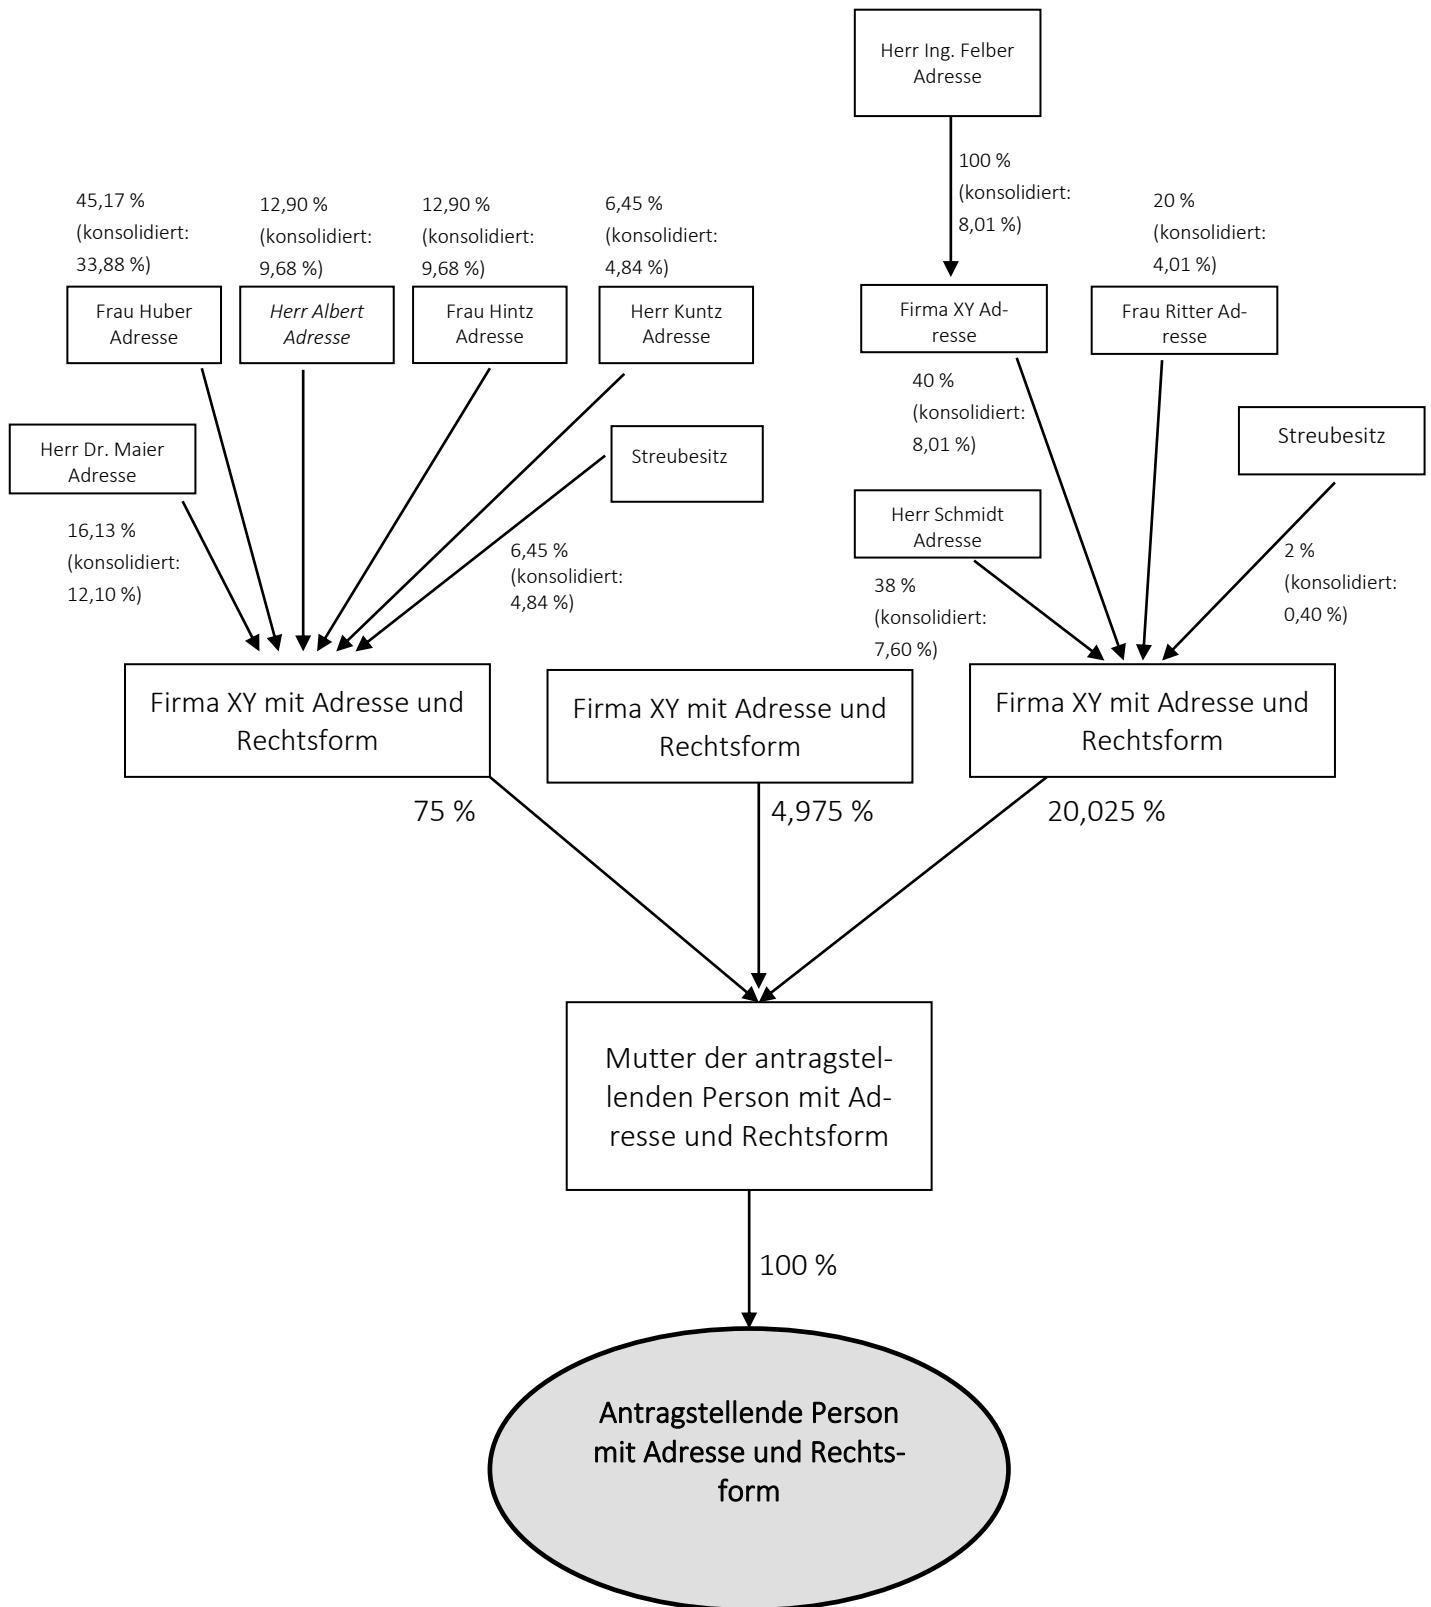 Herr Ing. Felber
Adresse
100 %
(konsolidiert:
8,01 %)
45,17 %
(konsolidiert:
33,88 %)
12,90 %
(konsolidiert:
9,68 %)
12,90 %
(konsolidiert:
9,68 %)
6,45 %
(konsolidiert:
4,84 %)
20 %
(konsolidiert:
4,01 %)
Frau Huber
Adresse
Herr Albert
Adresse
Frau Hintz
Adresse
Herr Kuntz
Adresse
Firma XY Ad-
resse
Frau Ritter Ad-
resse
40 %
(konsolidiert:
8,01 %)
Herr Dr. Maier
Adresse
Streubesitz
Streubesitz
16,13 %
(konsolidiert:
12,10 %)
6,45 %
(konsolidiert:
4,84 %)
Herr Schmidt
Adresse
38 %
(konsolidiert:
7,60 %)
2 %
(konsolidiert:
0,40 %)
Firma XY mit Adresse und
Rechtsform
Firma XY mit Adresse und
Rechtsform
Firma XY mit Adresse und
Rechtsform
75 %
4,975 %
20,025 %
Mutter der antragstel-
lenden Person mit Ad-
resse und Rechtsform
100 %
Antragstellende Person
mit Adresse und Rechts-
form